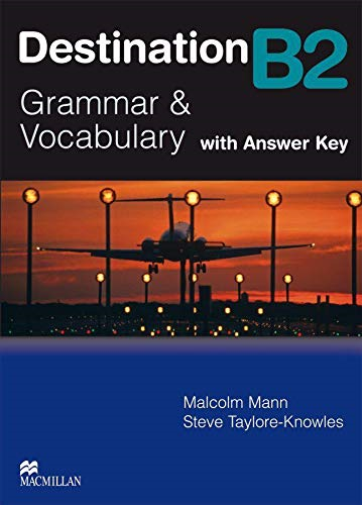 Destination B2
Grammar &
Vocabulary with Answer Key
Malcolm Mann
Steve Taylore-Knowles
MACMILLAN